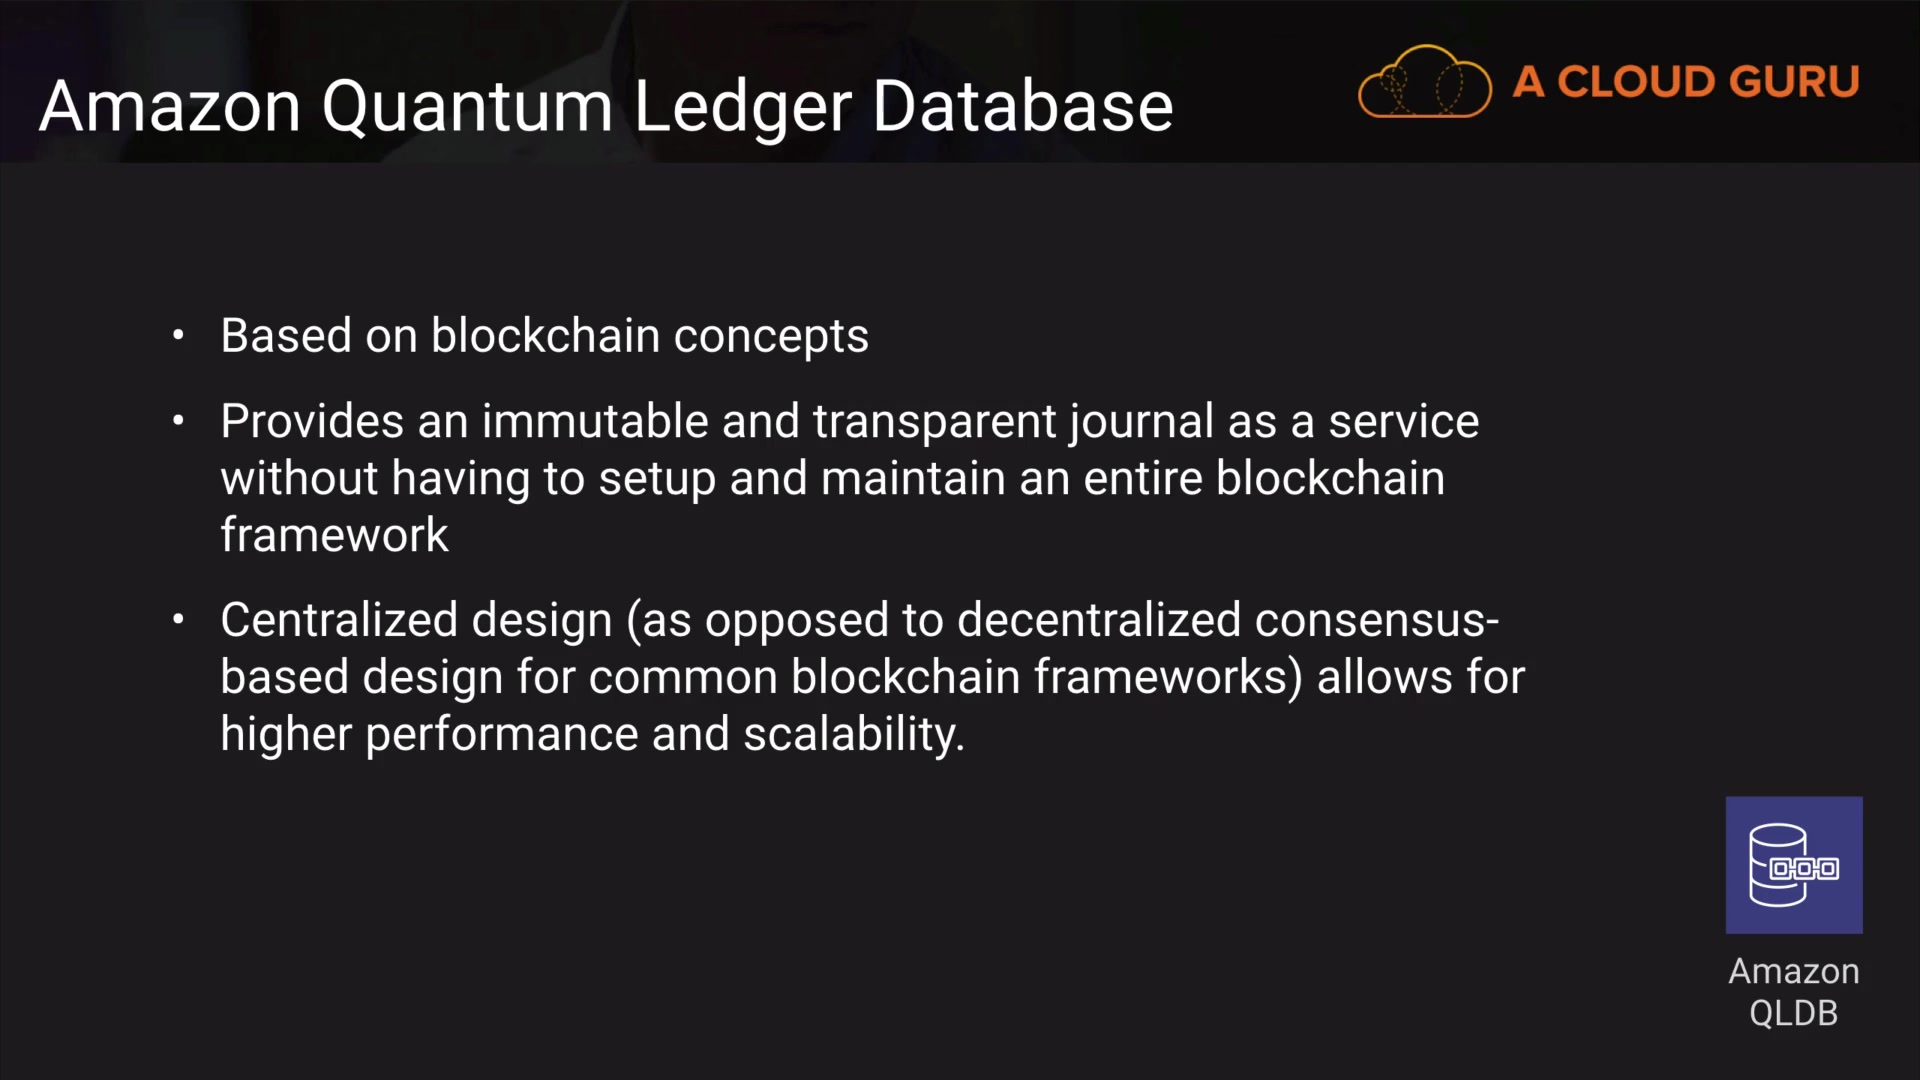 Amazon Quantum Ledger Database
A CLOUD GURU
• Based on blockchain concepts
• Provides an immutable and transparent journal as a service
without having to setup and maintain an entire blockchain
framework
• Centralized design (as opposed to decentralized consensus-
based design for common blockchain frameworks) allows for
higher performance and scalability.
Amazon
QLDB